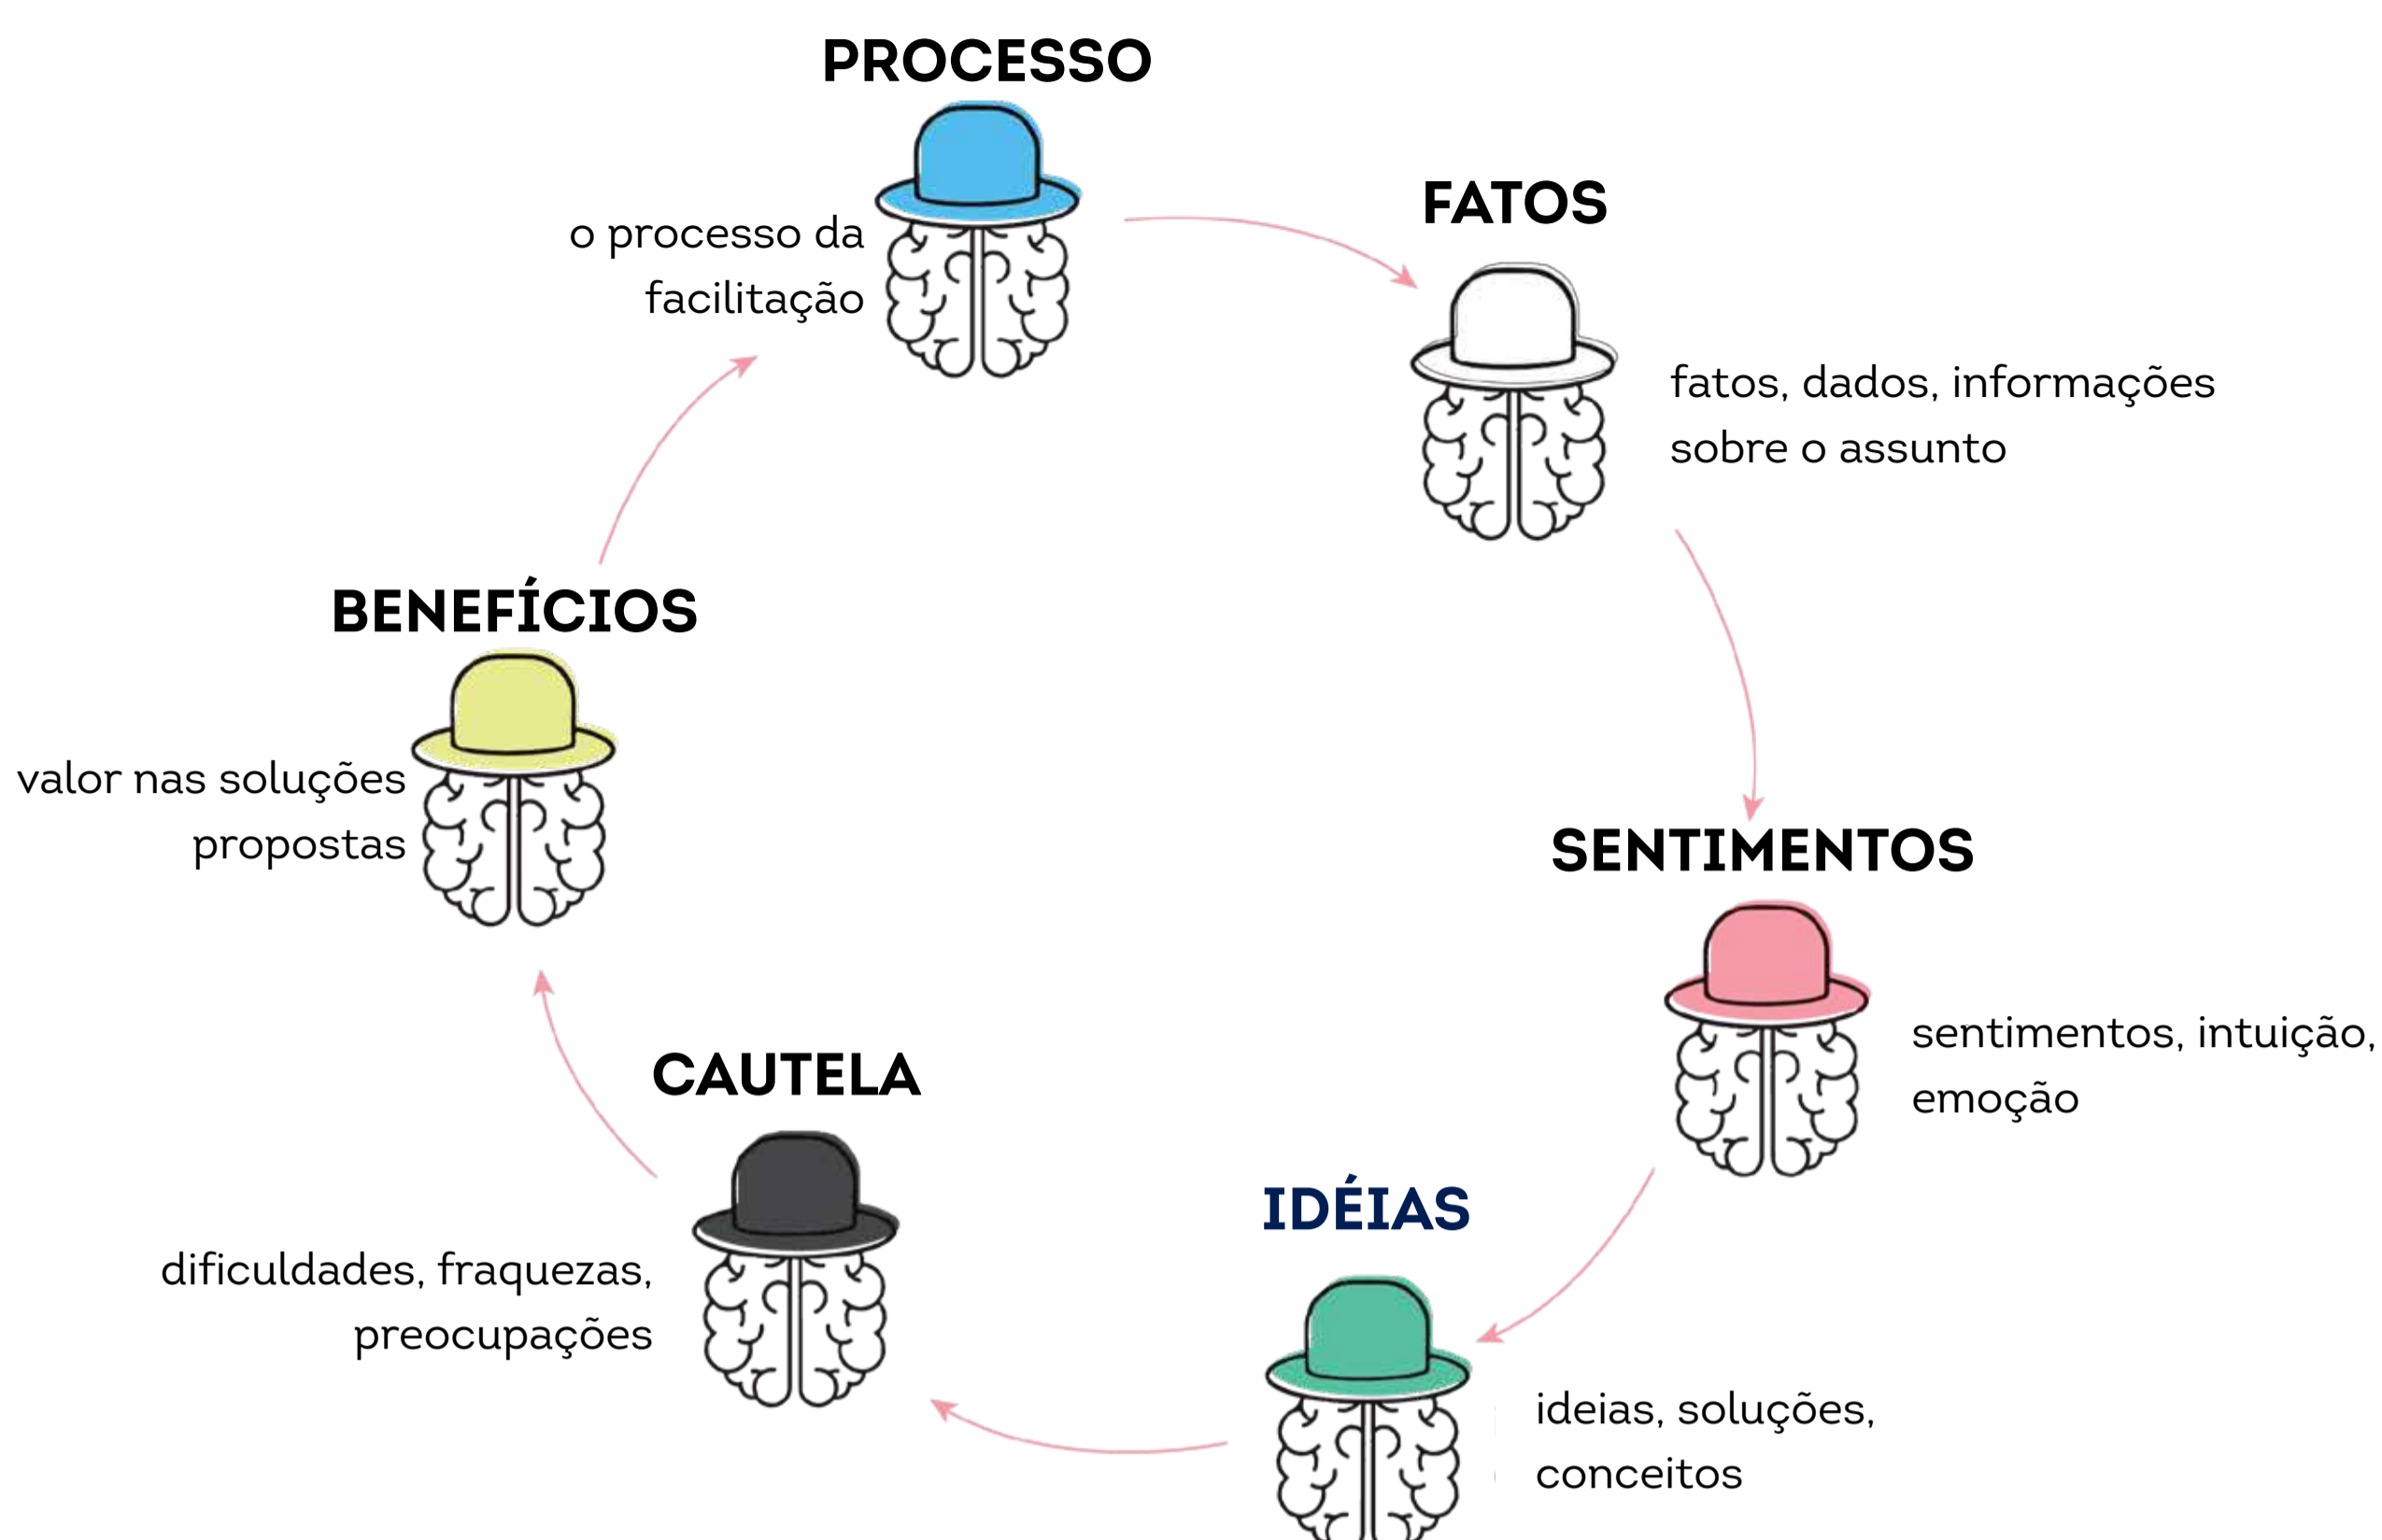 PROCESSO
o processo da
facilitação
FATOS
fatos, dados, informações
sobre o assunto
SENTIMENTOS
sentimentos, intuição,
emoção
IDÉIAS
ideias, soluções,
conceitos
CAUTELA
dificuldades, fraquezas,
preocupações
BENEFÍCIOS
valor nas soluções
propostas